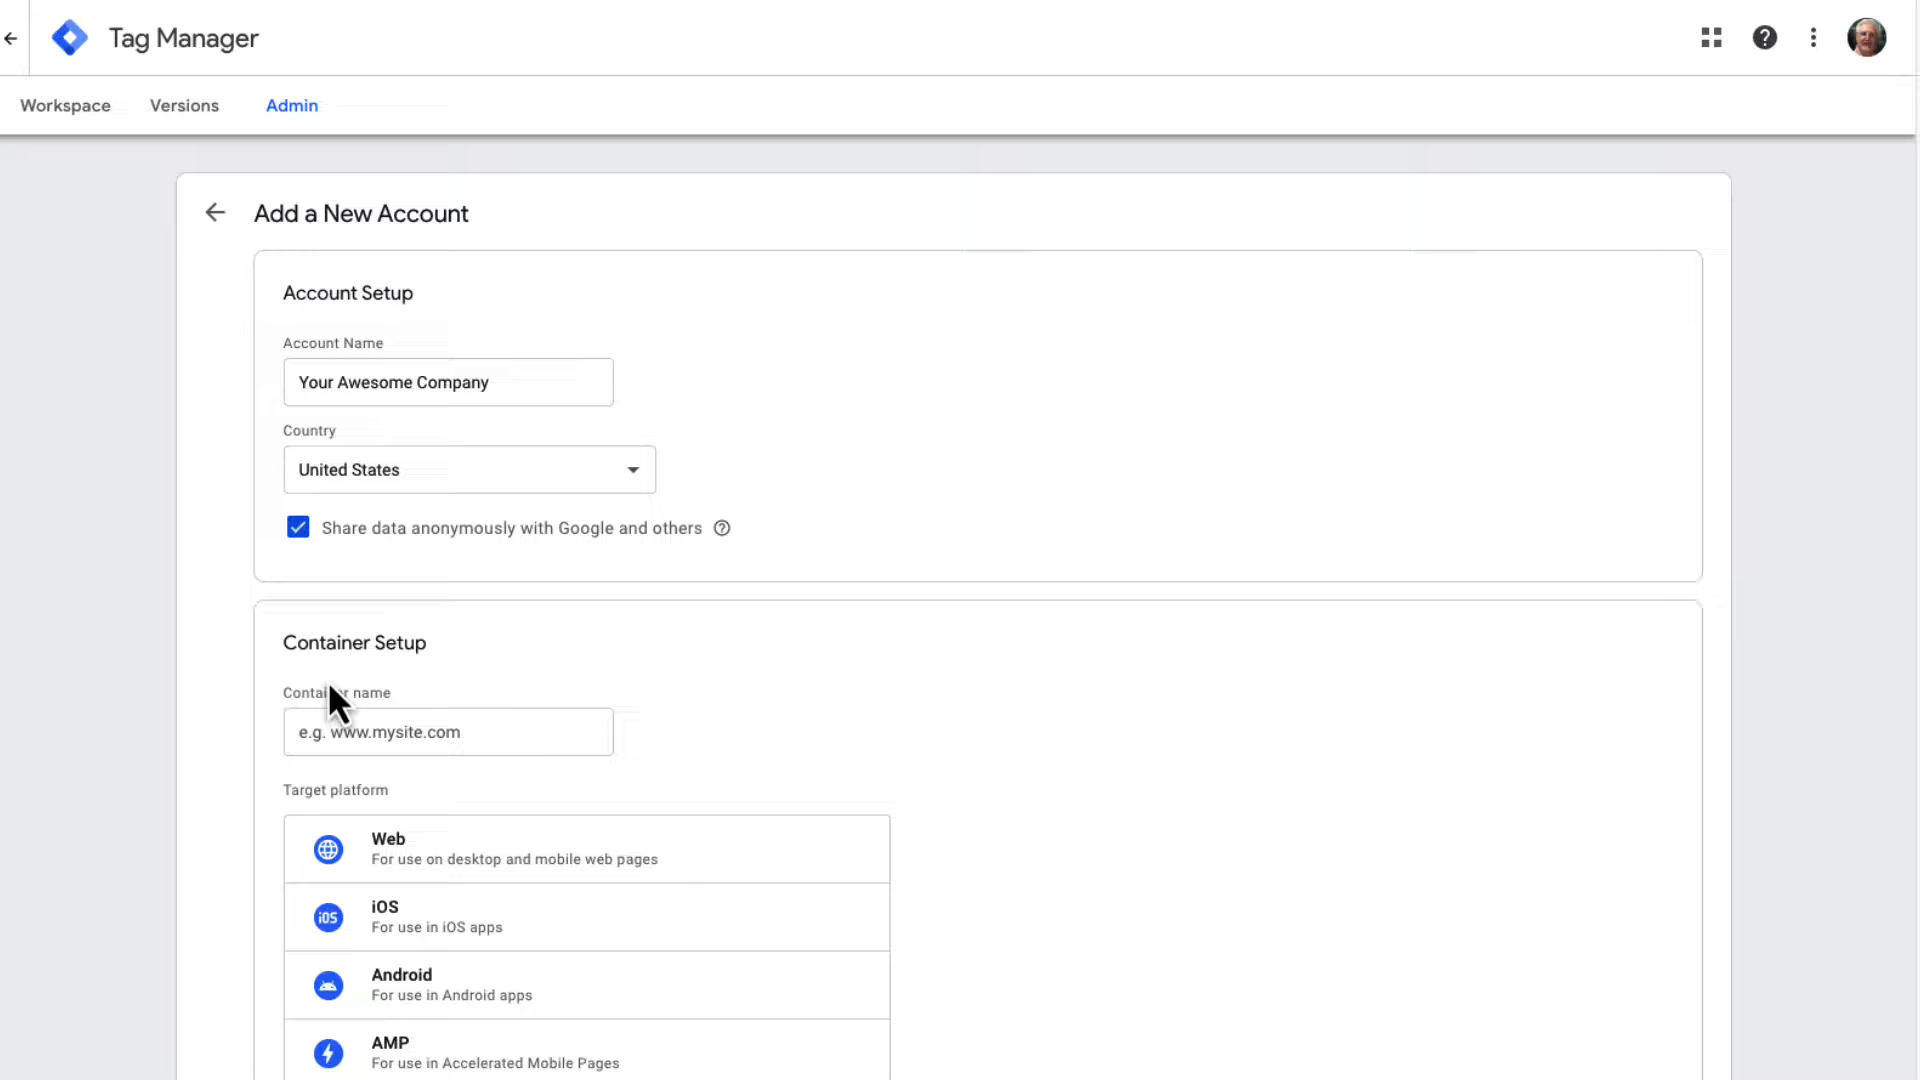 Tag Manager
Workspace Versions Admin
Add a New Account
Account Setup
Account Name
Your Awesome Company
Country
United States
Share data anonymously with Google and others
Container Setup
Container name
e.g. www.mysite.com
Target platform
Web
For use on desktop and mobile web pages
iOS
iOS
For use in iOS apps
Android
For use in Android apps
AMP
For use in Accelerated Mobile Pages